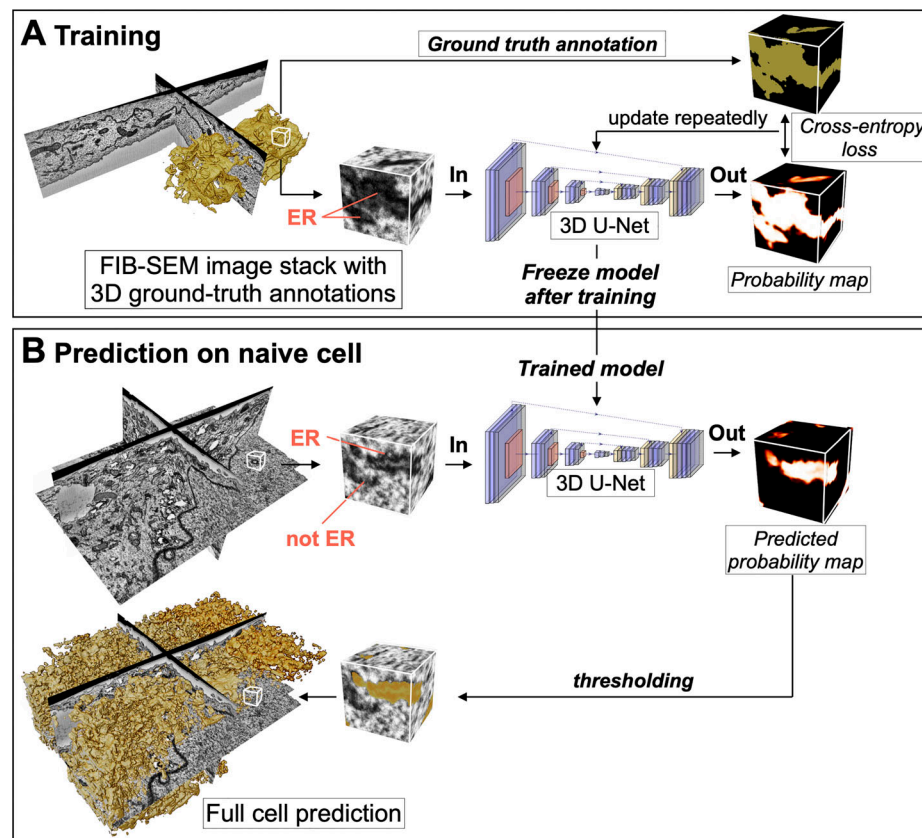 A Training
Ground truth annotation
update repeatedly
Cross-entropy
loss
In
Out
ER
3D U-Net
FIB-SEM image stack with
3D ground-truth annotations
Freeze model
after training
Probability map
B Prediction on naive cell
Trained model
ER
In
Out
not ER
3D U-Net
Predicted
probability map
thresholding
Full cell prediction